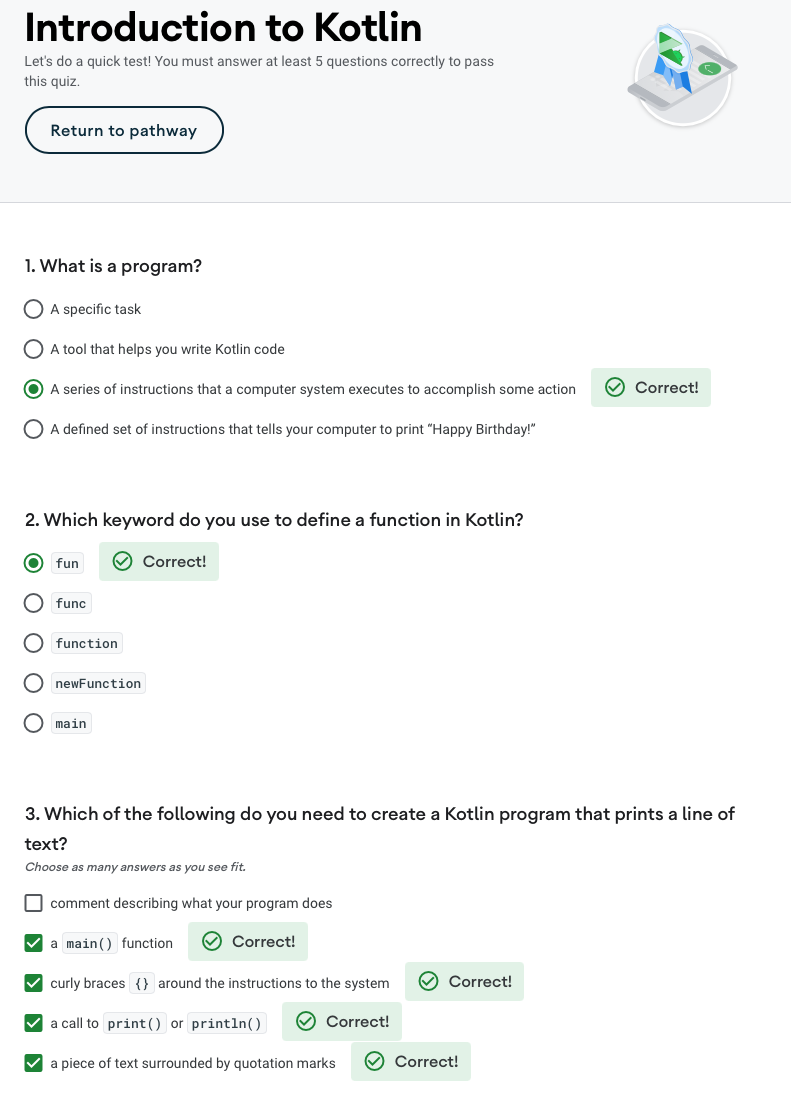 Introduction to Kotlin
Let's do a quick test! You must answer at least 5 questions correctly to pass
this quiz.
Return to pathway
1. What is a program?
A specific task
A tool that helps you write Kotlin code
A series of instructions that a computer system executes to accomplish some action Correct!
A defined set of instructions that tells your computer to print “Happy Birthday!“
2. Which keyword do you use to define a function in Kotlin?
fun Correct!
func
function
newFunction
main
3. Which of the following do you need to create a Kotlin program that prints a line of
text?
Choose as many answers as you see fit.
comment describing what your program does
a main() function Correct!
curly braces {} around the instructions to the system Correct!
a call to print() or println() Correct!
a piece of text surrounded by quotation marks Correct!